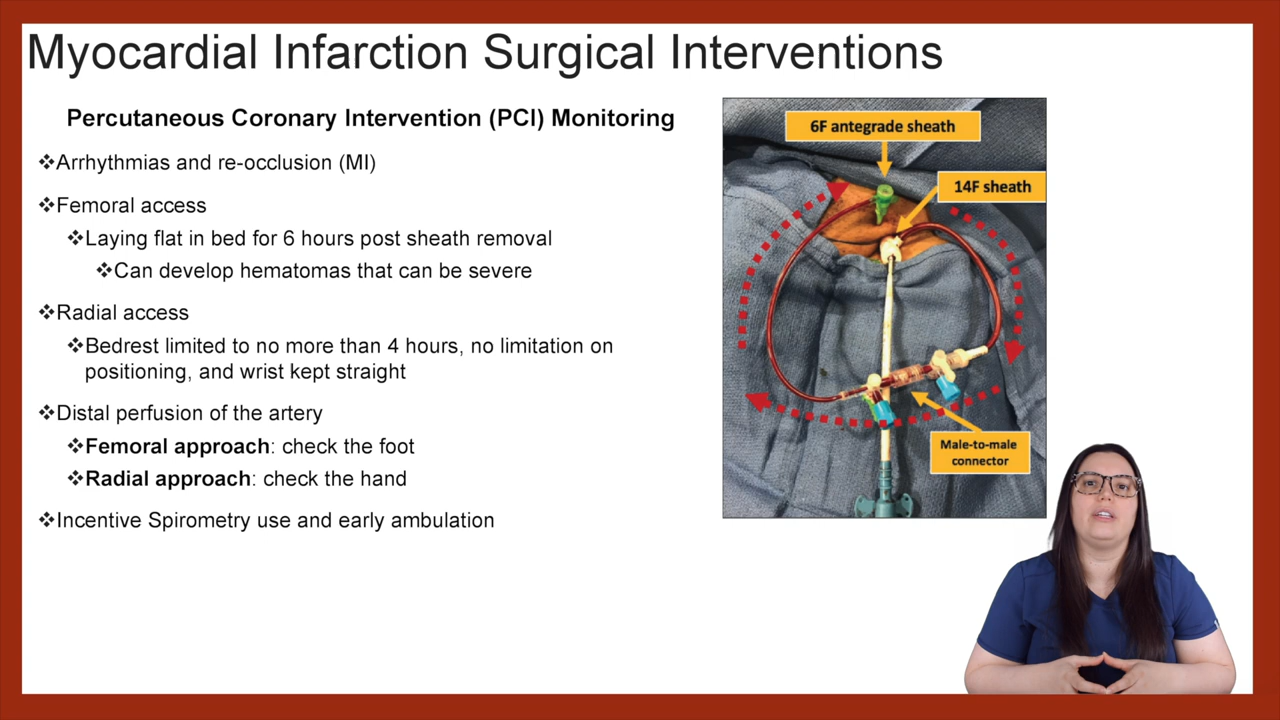 Myocardial Infarction Surgical Interventions
Percutaneous Coronary Intervention (PCI) Monitoring
❖Arrhythmias and re-occlusion (MI)
❖Femoral access
❖Laying flat in bed for 6 hours post sheath removal
❖Can develop hematomas that can be severe
❖Radial access
❖Bedrest limited to no more than 4 hours, no limitation on
positioning, and wrist kept straight
❖Distal perfusion of the artery
❖Femoral approach: check the foot
❖Radial approach: check the hand
❖Incentive Spirometry use and early ambulation
6F antegrade sheath
14F sheath
Male-to-male
connector